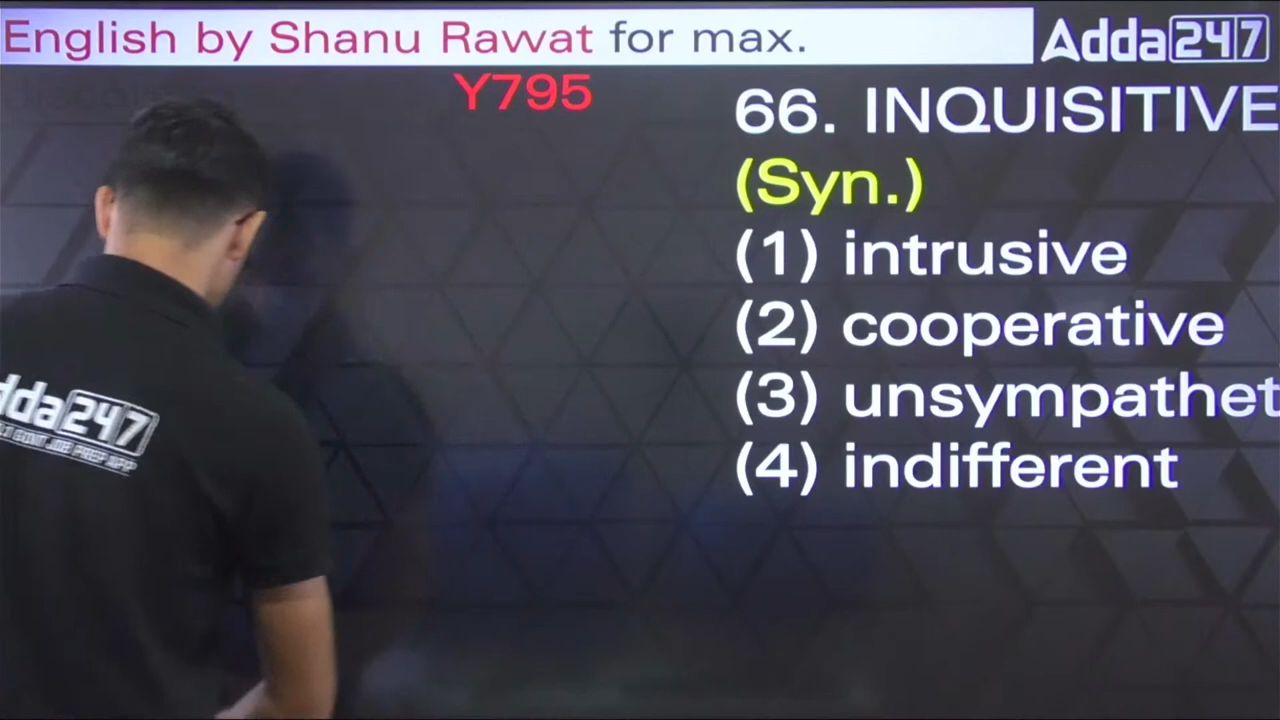 English by Shanu Rawat for max.
Adda247
Y795
66. INQUISITIVE
(Syn.)
(1) intrusive
(2) cooperative
(3) unsympathet
(4) indifferent
dda247